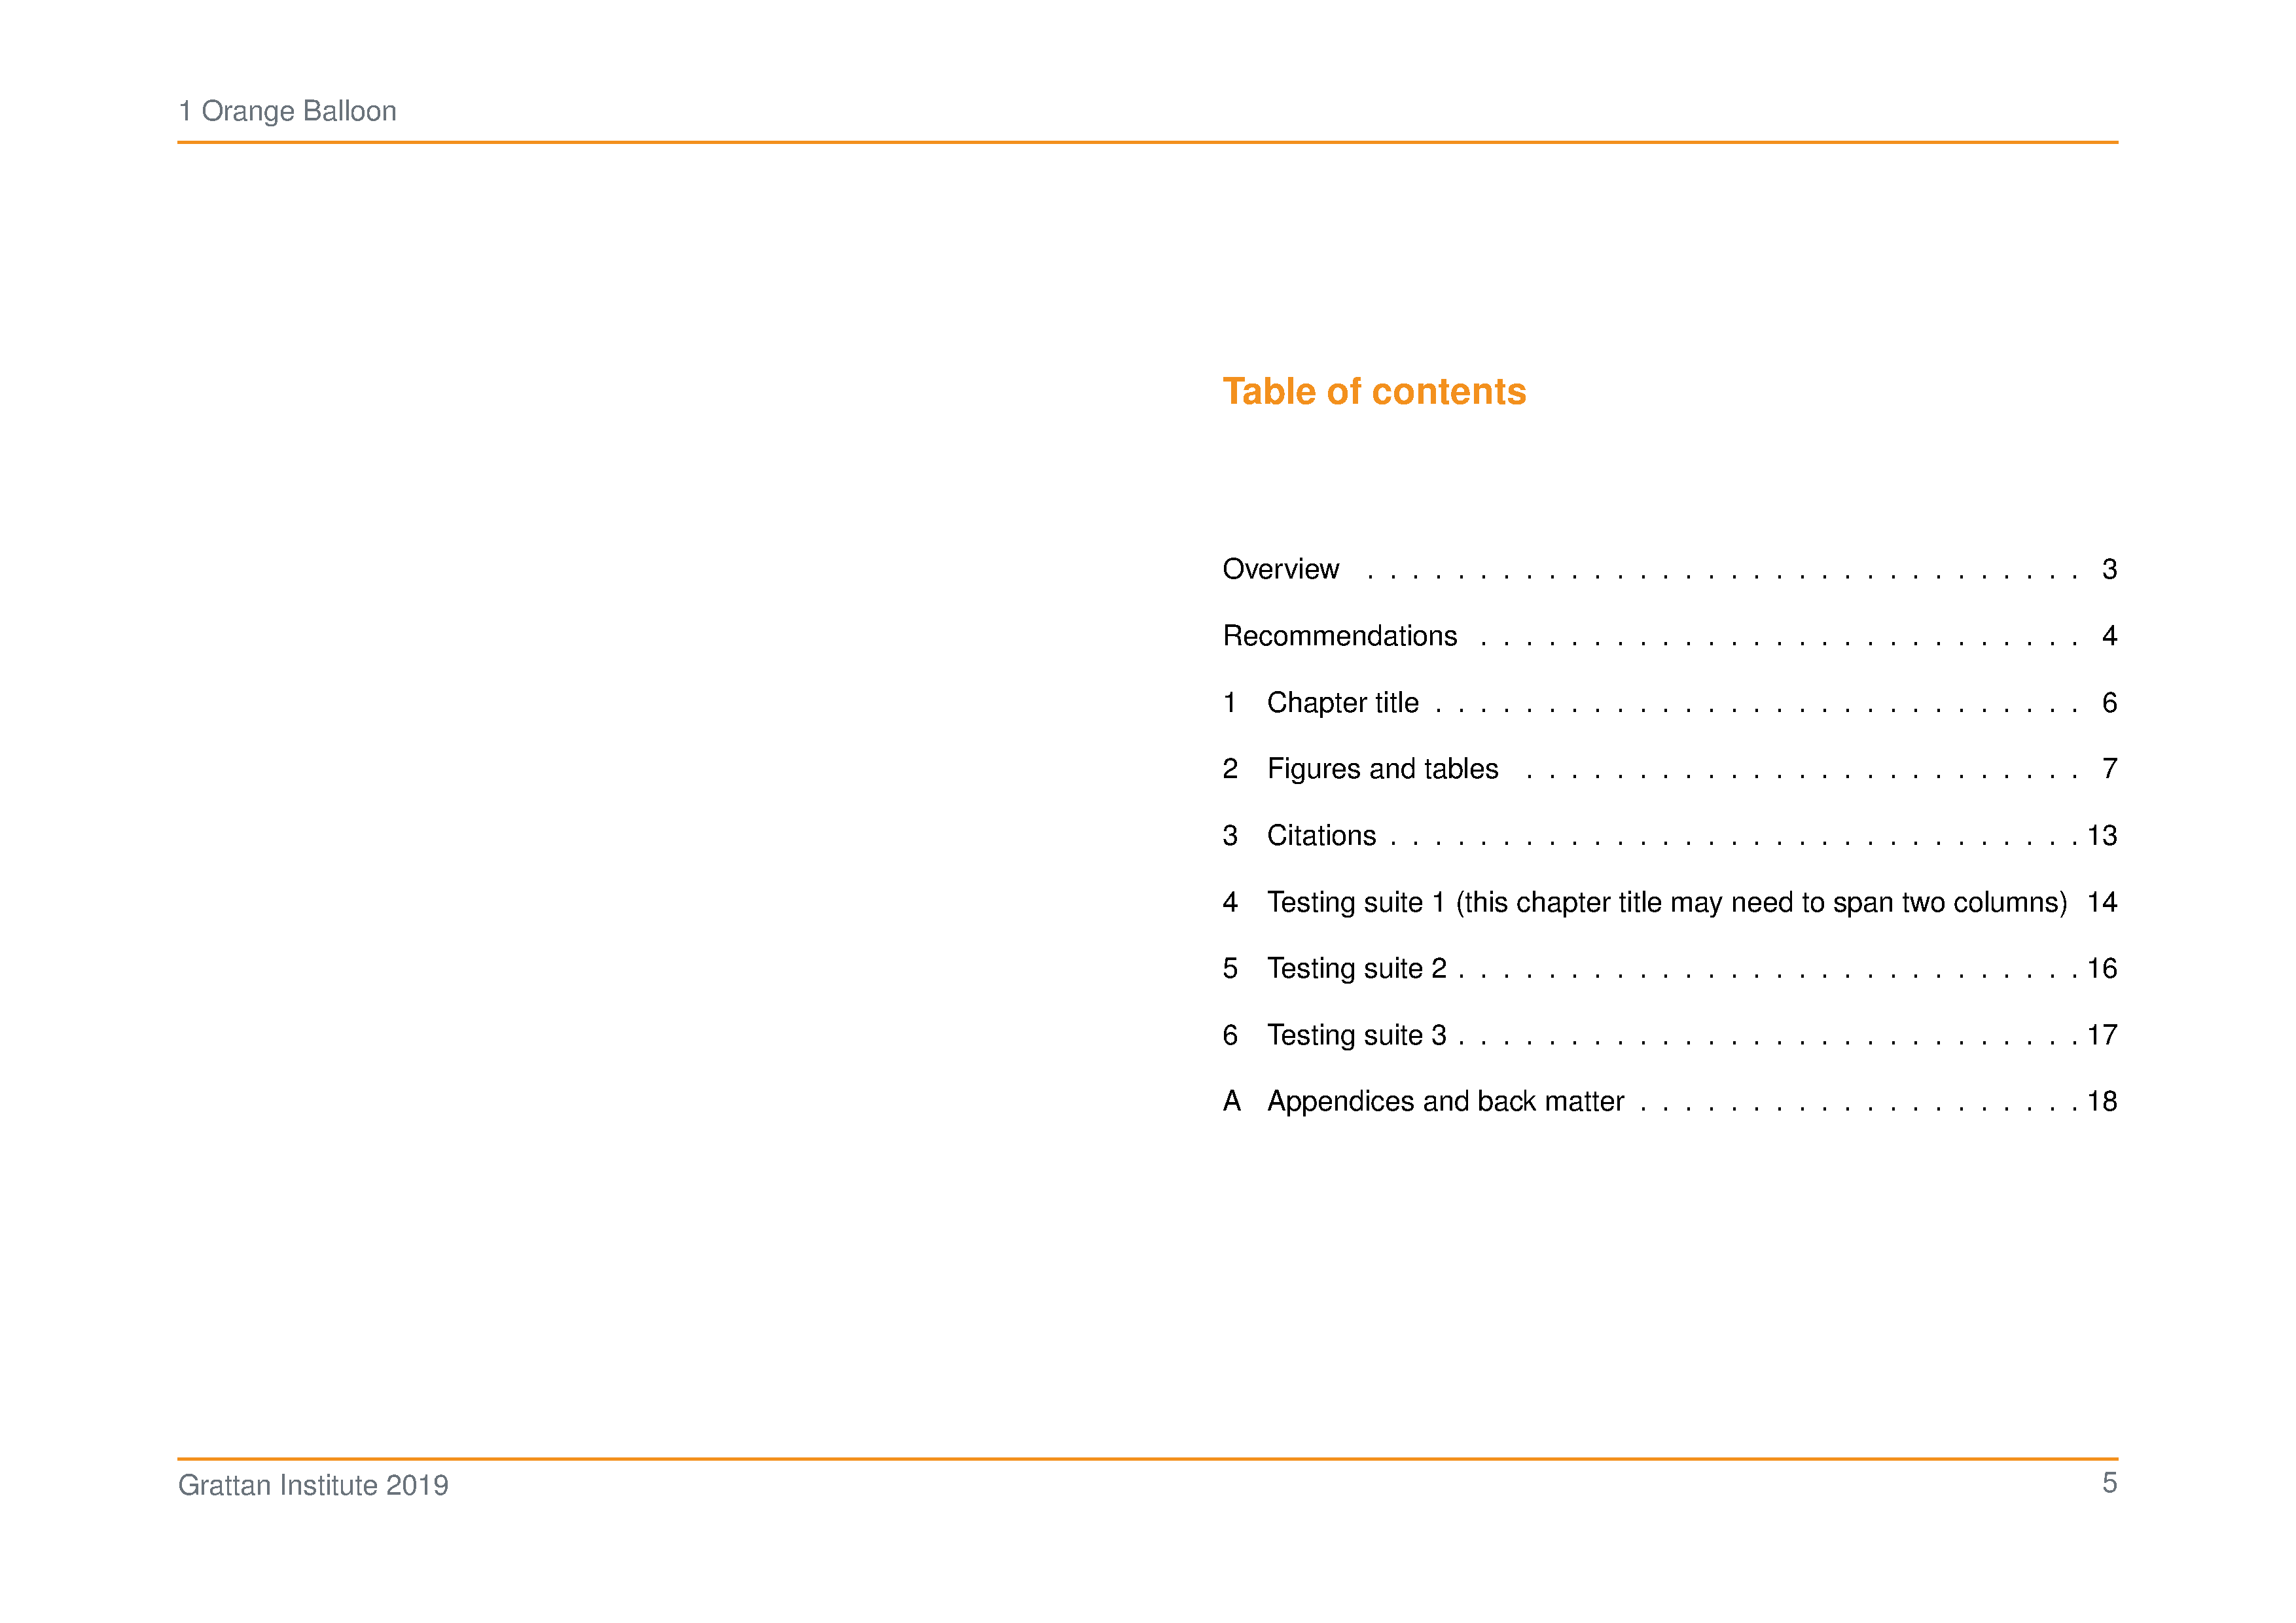 1 Orange Balloon
Table of contents
Overview . . . . . . . . . . . . . . . . . . . . . . . . . . . . . . . . 3
Recommendations . . . . . . . . . . . . . . . . . . . . . . . . . . . 4
1 Chapter title . . . . . . . . . . . . . . . . . . . . . . . . . . . . . 6
2 Figures and tables . . . . . . . . . . . . . . . . . . . . . . . . . 7
3 Citations . . . . . . . . . . . . . . . . . . . . . . . . . . . . . . . 13
4 Testing suite 1 (this chapter title may need to span two columns) 14
5 Testing suite 2 . . . . . . . . . . . . . . . . . . . . . . . . . . . . 16
6 Testing suite 3 . . . . . . . . . . . . . . . . . . . . . . . . . . . . 17
A Appendices and back matter . . . . . . . . . . . . . . . . . . . . 18
Grattan Institute 2019 5